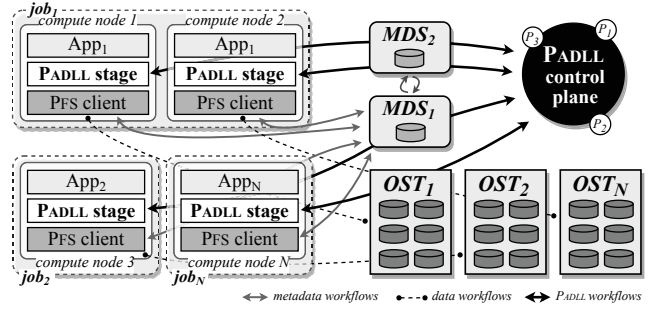 job1
compute node 1
compute node 2
App1
App1
PADLL stage
PADLL stage
PFS client
PFS client
MDS2
MDS1
P3
P1
PADLL
control
plane
P2
App2
AppN
PADLL stage
PADLL stage
PFS client
PFS client
compute node 3
compute node N
job2
jobN
OST1
OST2
OSTN
metadata workflows
data workflows
PADLL workflows